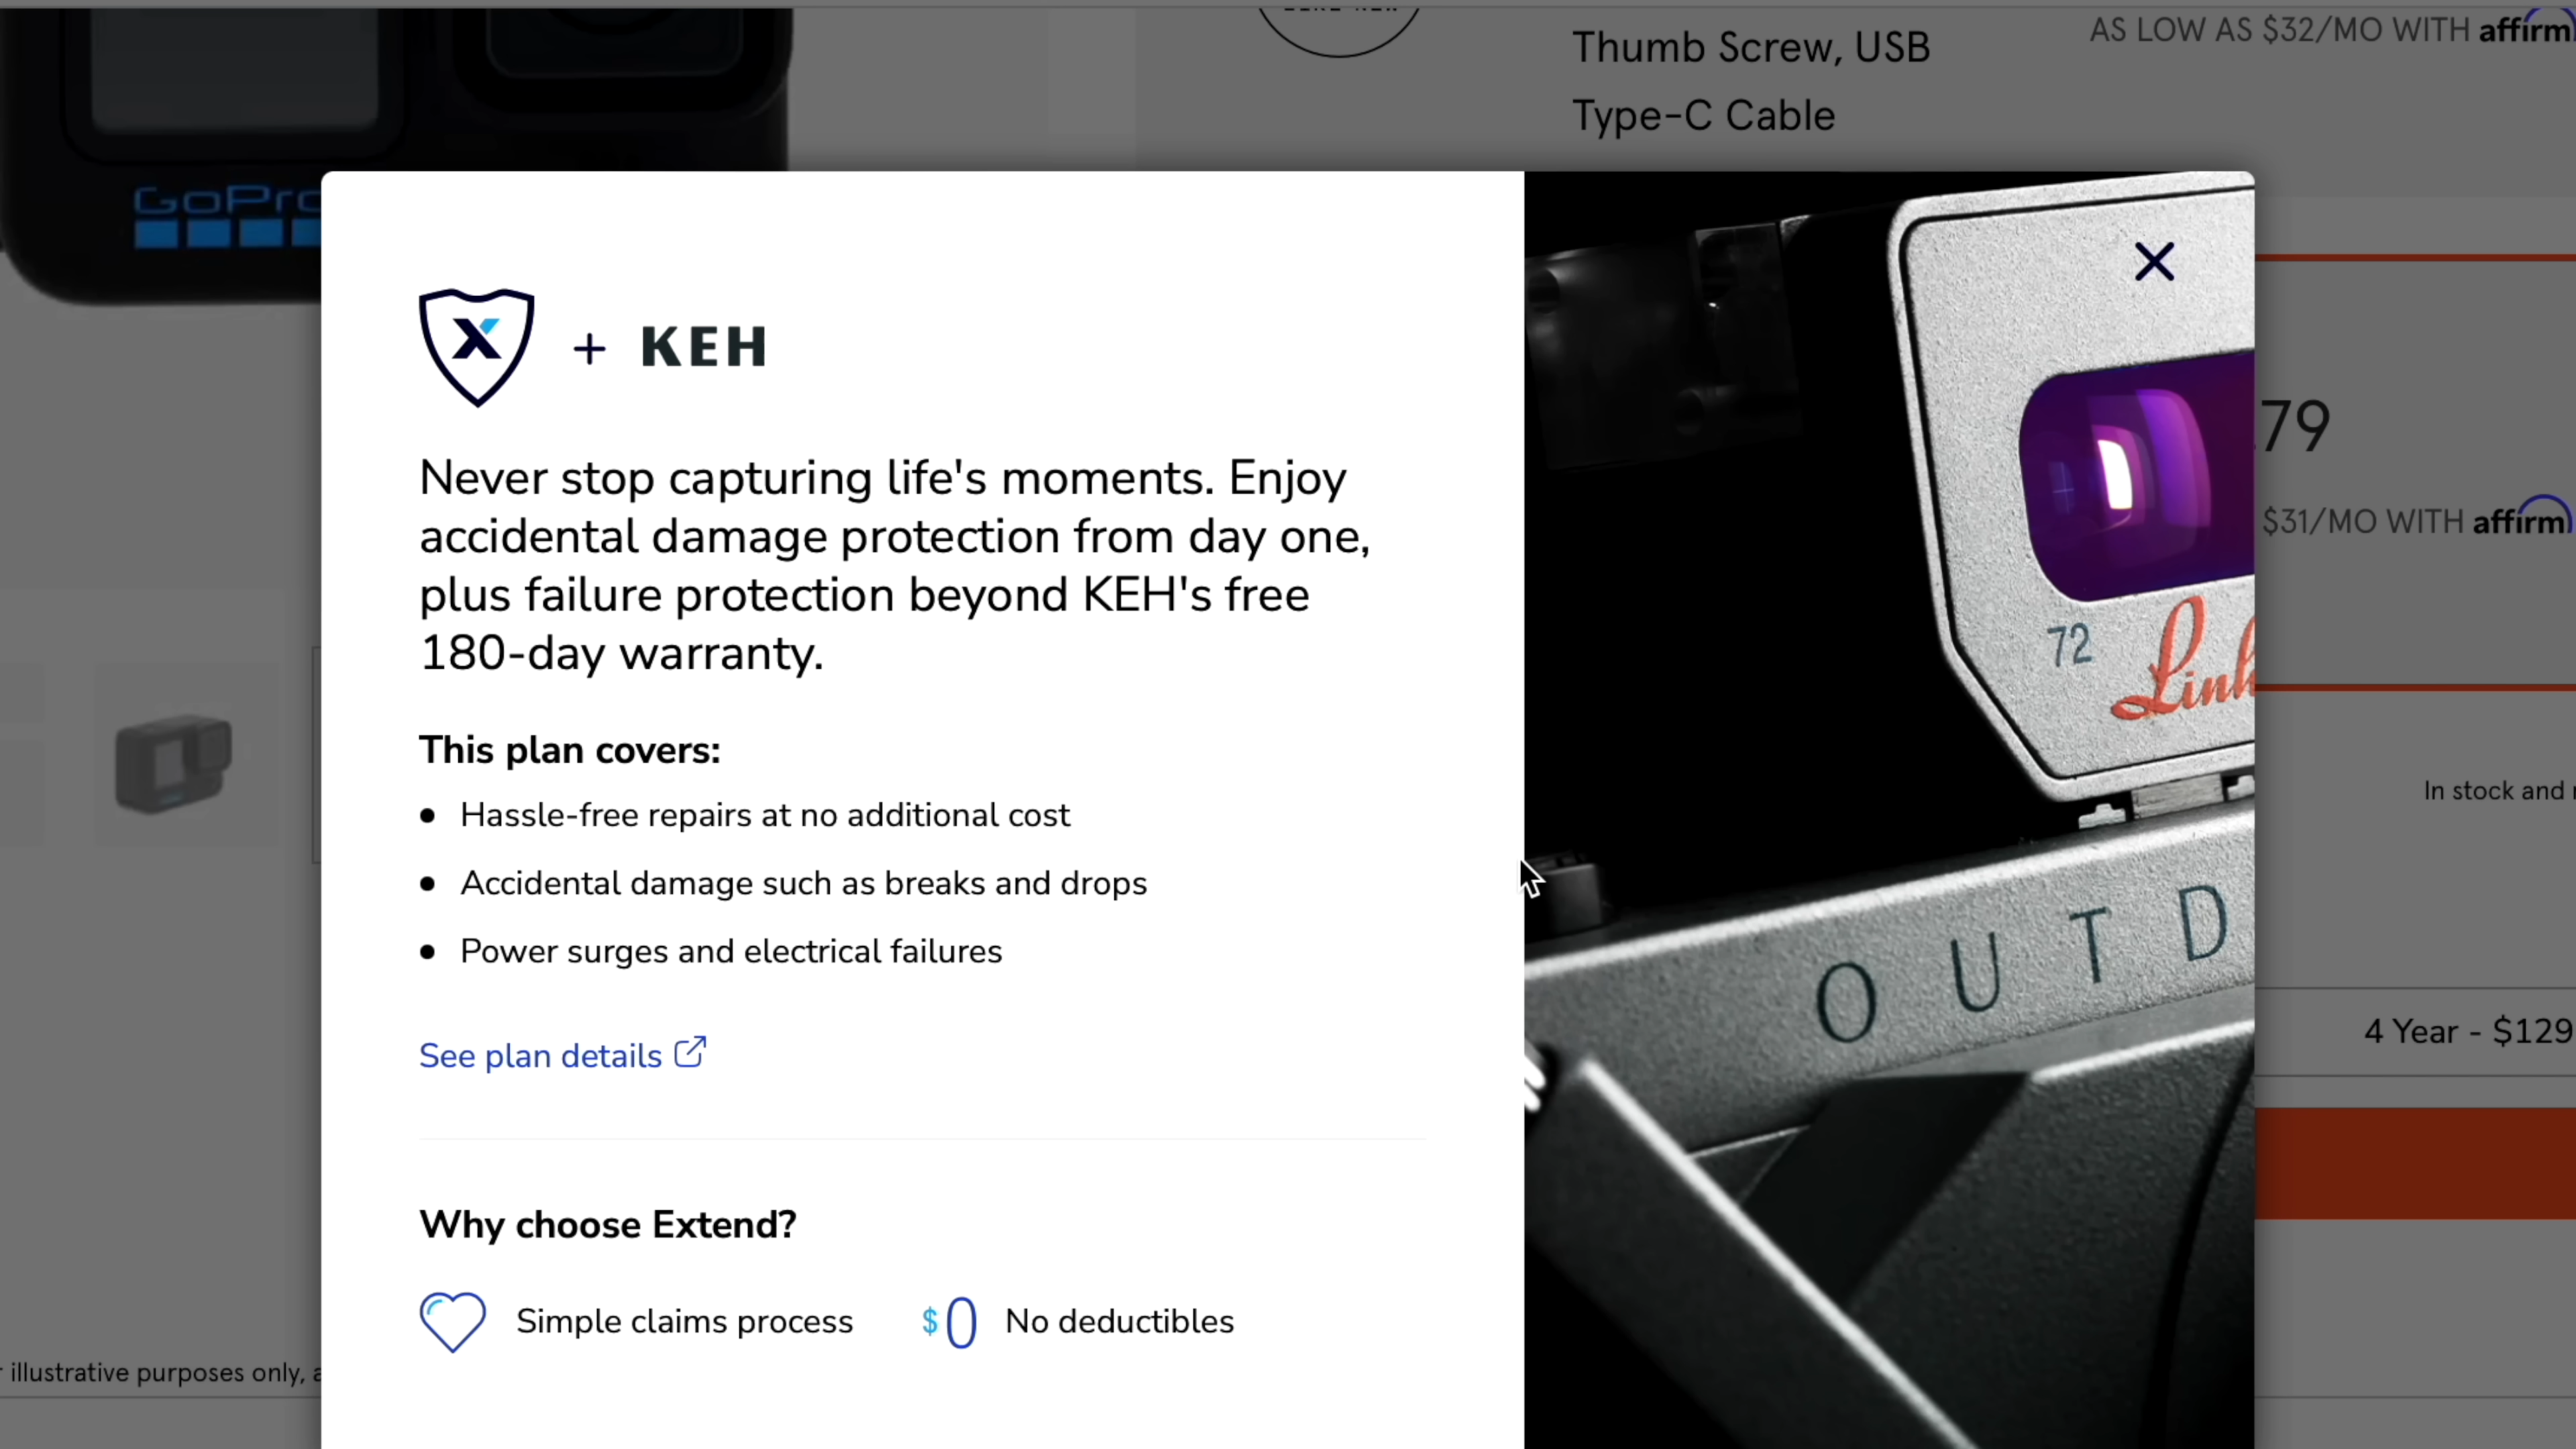 Thumb Screw, USB
Type-C Cable
AS LOW AS $32/MO WITH affirm
GoPro
X + KEH
Never stop capturing life's moments. Enjoy
accidental damage protection from day one,
plus failure protection beyond KEH's free
180-day warranty.
This plan covers:
• Hassle-free repairs at no additional cost
• Accidental damage such as breaks and drops
• Power surges and electrical failures
See plan details
Why choose Extend?
Simple claims process
$0 No deductibles
72
OUTD
79
$31/MO WITH affirm
In stock and
4 Year - $129
illustrative purposes only,